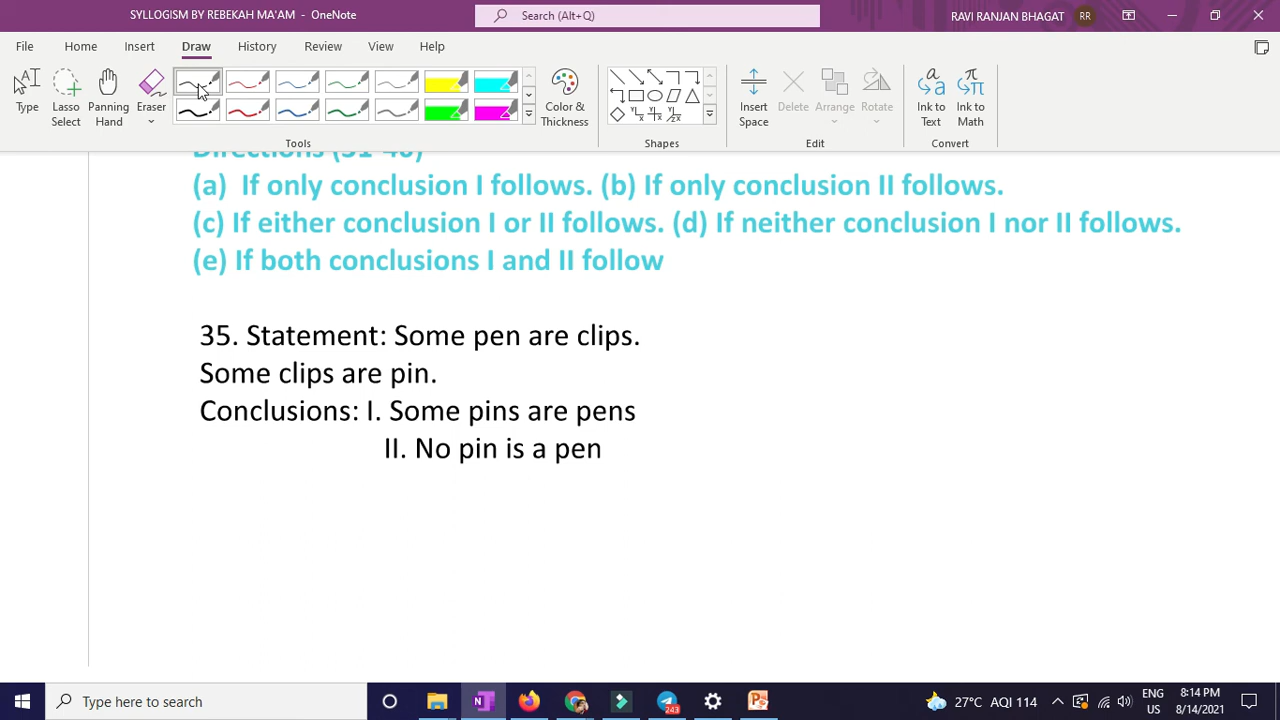 SYLLOGISM BY REBEKAH MA'AM - OneNote
Search (Alt+Q)
RAVI RANJAN BHAGAT
RR
File Home Insert Draw History Review View Help
Type
Lasso Select
Panning Hand
Eraser
Color & Thickness
Insert Space
Delete
Arrange
Rotate
Ink to Text
Ink to Math
Tools
Shapes
Edit
Convert
Directions (31-40)
(a) If only conclusion I follows. (b) If only conclusion II follows.
(c) If either conclusion I or II follows. (d) If neither conclusion I nor II follows.
(e) If both conclusions I and II follow
35. Statement: Some pen are clips.
Some clips are pin.
Conclusions: I. Some pins are pens
II. No pin is a pen
Type here to search
243
27°C AQI 114
ENG
US
8:14 PM
8/14/2021